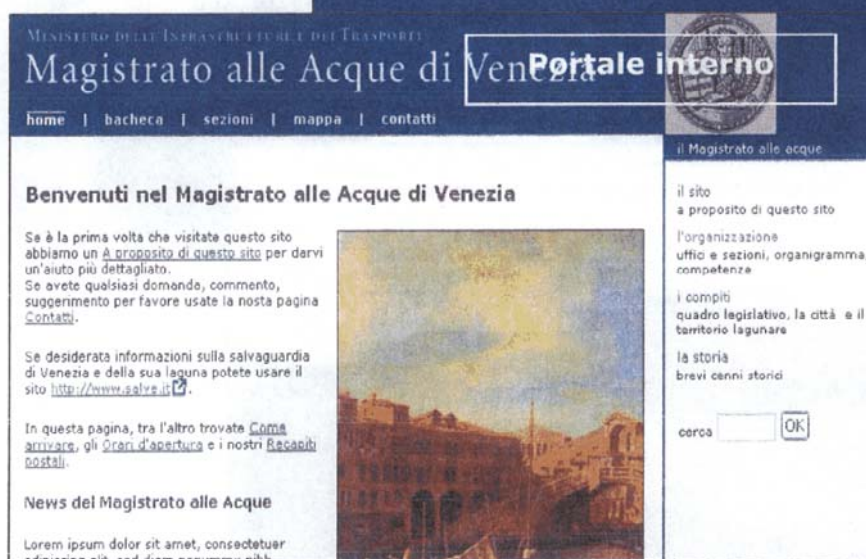 MINISTERO DELLE INFRASTRUTTURE E DEI TRASPORTI
Magistrato alle Acque di Venezia
Portale interno
home | bacheca | sezioni | mappa | contatti
il Magistrato alle acque
Benvenuti nel Magistrato alle Acque di Venezia
Se è la prima volta che visitate questo sito
abbiamo un A proposito di questo sito per darvi
un'aiuto più dettagliato.
Se avete qualsiasi domanda, commento,
suggerimento per favore usate la nosta pagina
Contatti.
Se desiderata informazioni sulla salvaguardia
di Venezia e della sua laguna potete usare il
sito http://www.salve.it.
In questa pagina, tra l'altro trovate Come
arrivare, gli Orari d'apertura e i nostri Recapiti
postali.
News del Magistrato alle Acque
Lorem ipsum dolor sit amet, consectetuer
adipiscing elit, sed diam nonummy nibh
il sito
a proposito di questo sito
l'organizzazione
uffici e sezioni, organigramma,
competenze
i compiti
quadro legislativo, la città e il
territorio lagunare
la storia
brevi cenni storici
cerca OK